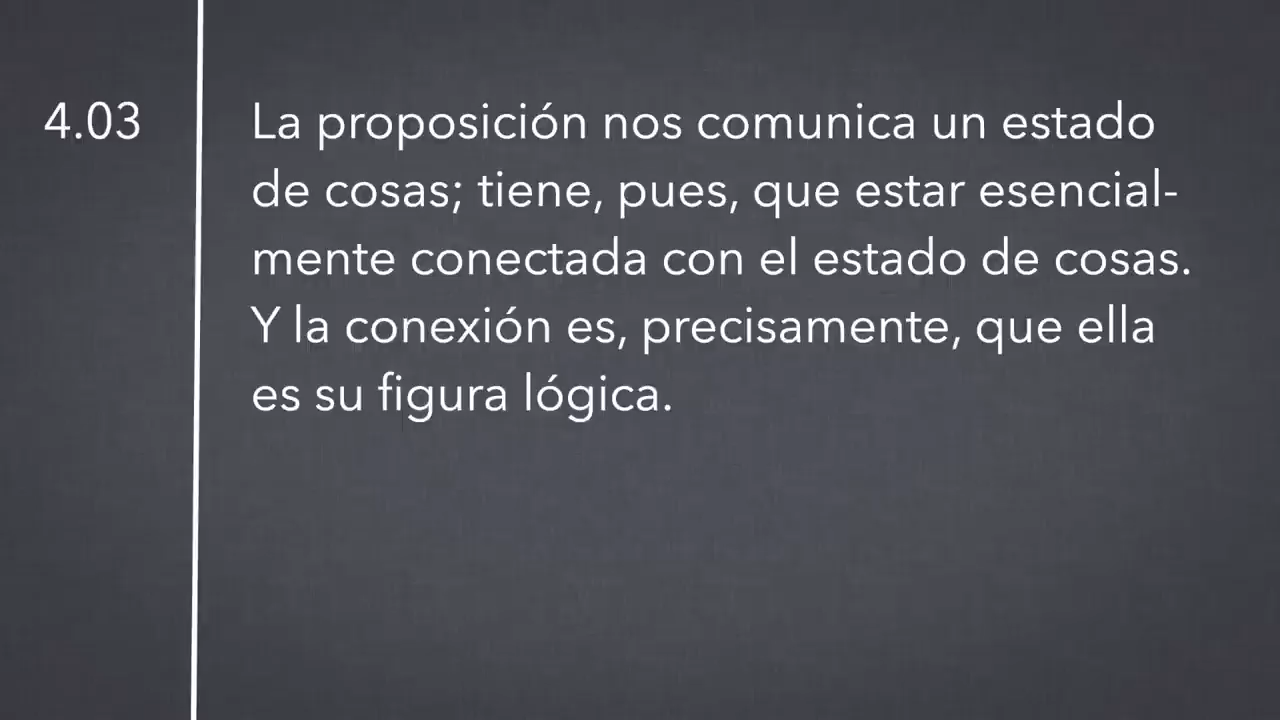 4.03
La proposición nos comunica un estado
de cosas; tiene, pues, que estar esencial-
mente conectada con el estado de cosas.
Y la conexión es, precisamente, que ella
es su figura lógica.